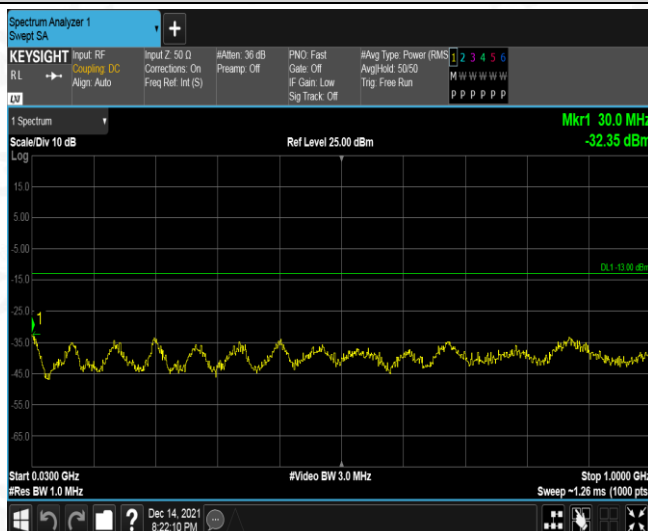 Spectrum Analyzer 1
Swept SA
+
KEYSIGHT
RL
LXI
Input: RF
Coupling: DC
Align: Auto
Input Z: 50 Ω
Corrections: On
Freq Ref: Int (S)
#Atten: 36 dB
Preamp: Off
PNO: Fast
Gate: Off
IF Gain: Low
Sig Track: Off
#Avg Type: Power (RMS
Avg|Hold: 50/50
Trig: Free Run
1 2 3 4 5 6
M W W W W W
P P P P P P
1 Spectrum
Scale/Div 10 dB
Ref Level 25.00 dBm
Mkr1 30.0 MHz
-32.35 dBm
Log
15.0
5.00
-5.00
DL1 -13.00 dBm
-15.0
-25.0
1
-35.0
-45.0
-55.0
-65.0
Start 0.0300 GHz
#Video BW 3.0 MHz
Stop 1.0000 GHz
#Res BW 1.0 MHz
Sweep ~1.26 ms (1000 pts
?
Dec 14, 2021
8:22:10 PM